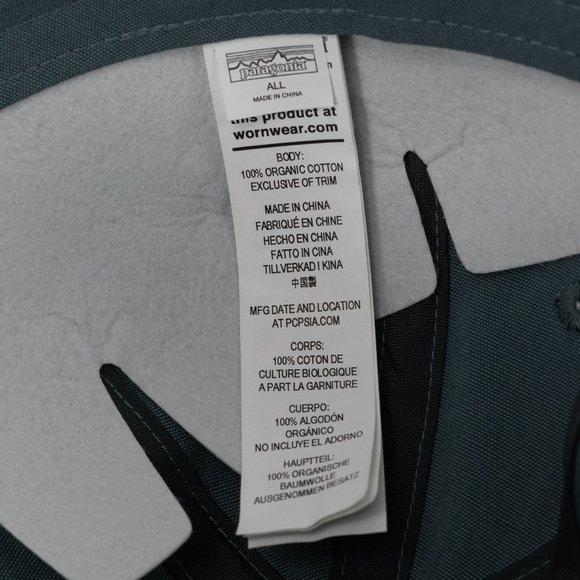 patagonia
ALL
MADE IN CHINA
this product at
wornwear.com
BODY:
100% ORGANIC COTTON
EXCLUSIVE OF TRIM
MADE IN CHINA
FABRIQUÉ EN CHINE
HECHO EN CHINA
FATTO IN CINA
TILLVERKAD I KINA
中国製
MFG DATE AND LOCATION
AT PCPSIA.COM
CORPS:
100% COTON DE
CULTURE BIOLOGIQUE
A PART LA GARNITURE
CUERPO:
100% ALGODÓN
ORGÁNICO
NO INCLUYE EL ADORNO
HAUPTTEIL:
100% ORGANISCHE
BAUMWOLLE
AUSGENOMMEN BESATZ